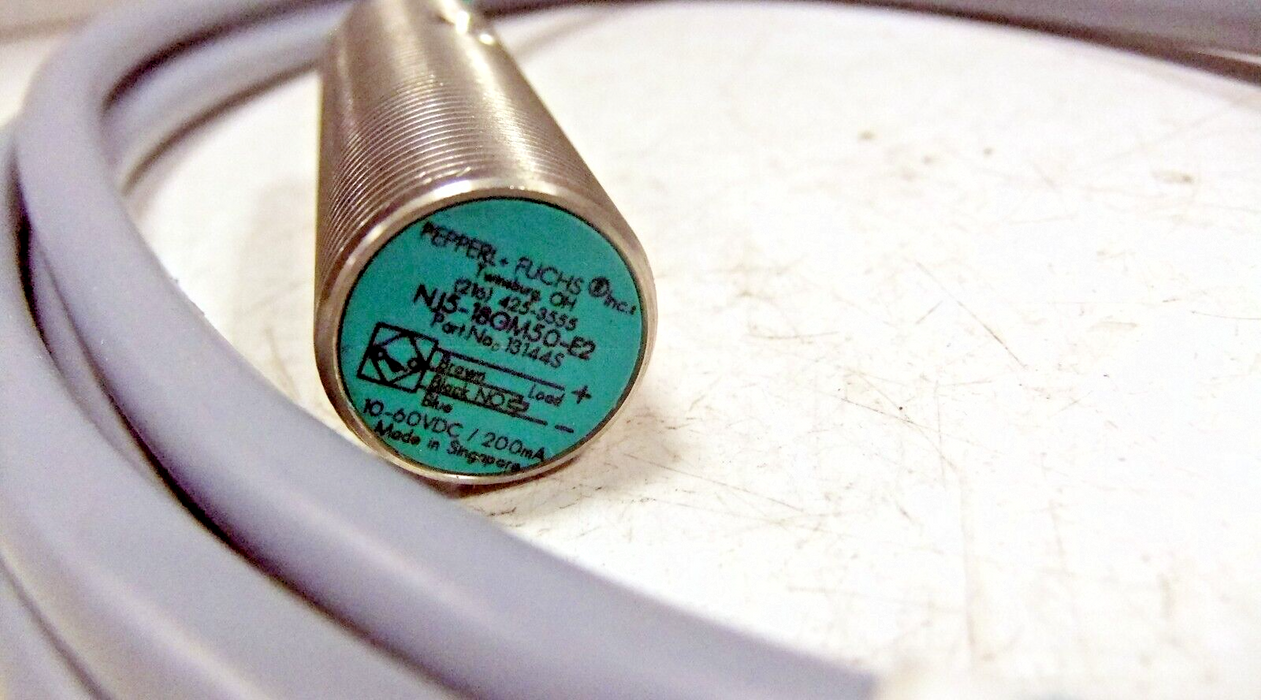 PEPPERL+ FUCHS ® Inc.
Twinsburg, OH
(216) 425-3555
NJ5-18GM50-E2
Part No. 13144S
Brown +
Load
Black NO
Blue −
10-60VDC / 200mA
Made in Singapore